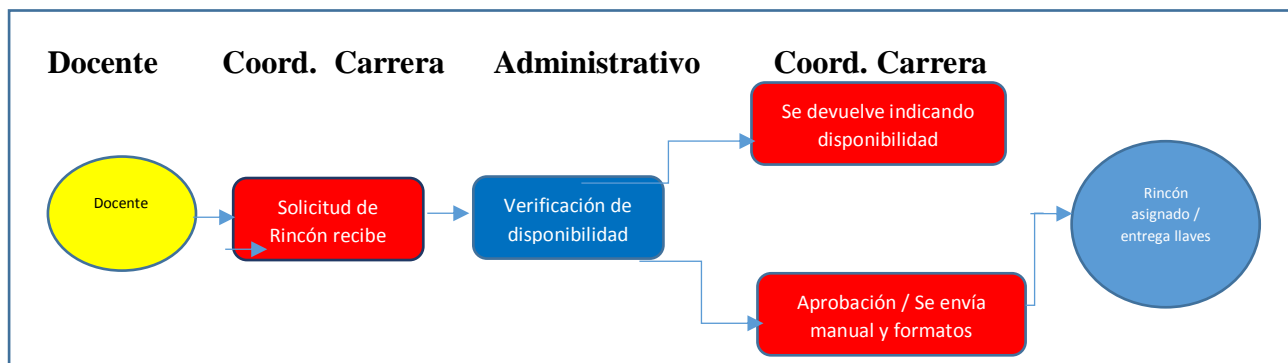 Docente Coord. Carrera Administrativo Coord. Carrera
Se devuelve indicando
disponibilidad
Docente
Solicitud de
Rincón recibe
Verificación de
disponibilidad
Rincón
asignado /
entrega llaves
Aprobación / Se envía
manual y formatos